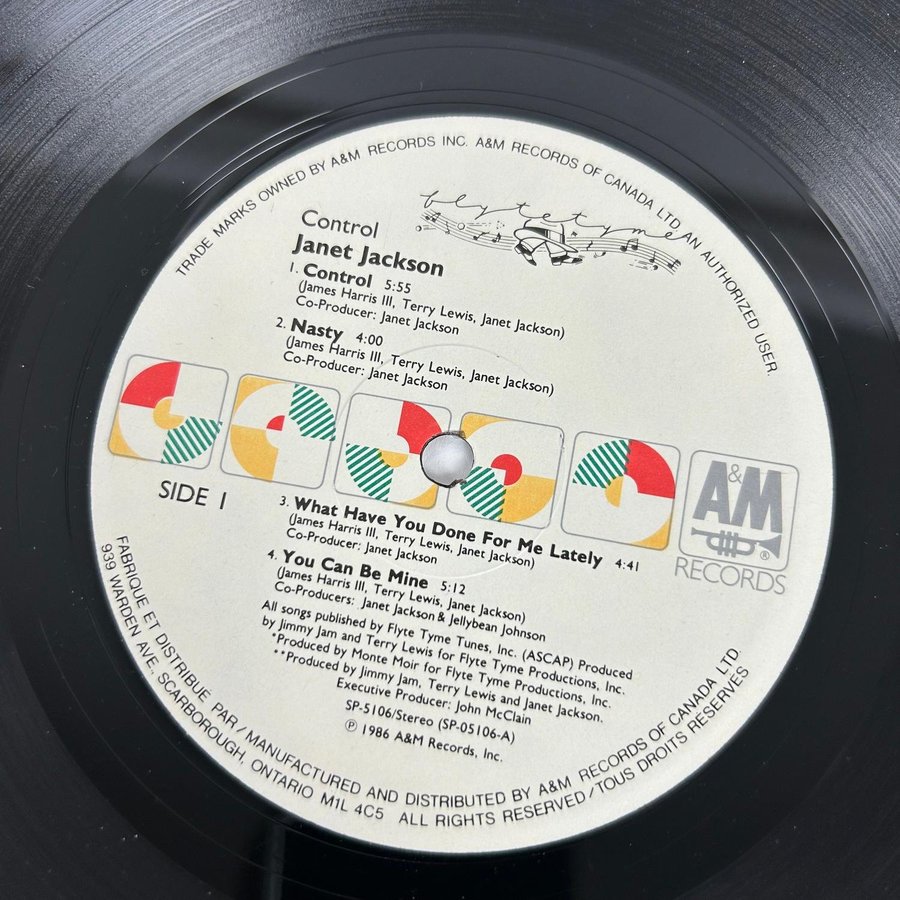 TRADE MARKS OWNED BY A&M RECORDS INC. A&M RECORDS OF CANADA LTD. AN AUTHORIZED USER.
flytetyme
Control
Janet Jackson
1. Control 5:55
(James Harris III, Terry Lewis, Janet Jackson)
Co-Producer: Janet Jackson
2. Nasty 4:00
(James Harris III, Terry Lewis, Janet Jackson)
Co-Producer: Janet Jackson
A&M
®
RECORDS
SIDE 1
3. What Have You Done For Me Lately 4:41
(James Harris III, Terry Lewis, Janet Jackson)
Co-Producer: Janet Jackson
4. You Can Be Mine 5:12
(James Harris III, Terry Lewis, Janet Jackson)
Co-Producers: Janet Jackson & Jellybean Johnson
All songs published by Flyte Tyme Tunes, Inc. (ASCAP) Produced
by Jimmy Jam and Terry Lewis for Flyte Tyme Productions, Inc.
*Produced by Monte Moir for Flyte Tyme Productions, Inc.
**Produced by Jimmy Jam, Terry Lewis and Janet Jackson.
Executive Producer: John McClain
SP-5106/Stereo (SP-05106-A)
℗ 1986 A&M Records, Inc.
FABRIQUE ET DISTRIBUE PAR/MANUFACTURED AND DISTRIBUTED BY A&M RECORDS OF CANADA LTD.
939 WARDEN AVE., SCARBOROUGH, ONTARIO M1L 4C5 ALL RIGHTS RESERVED/TOUS DROITS RESERVES